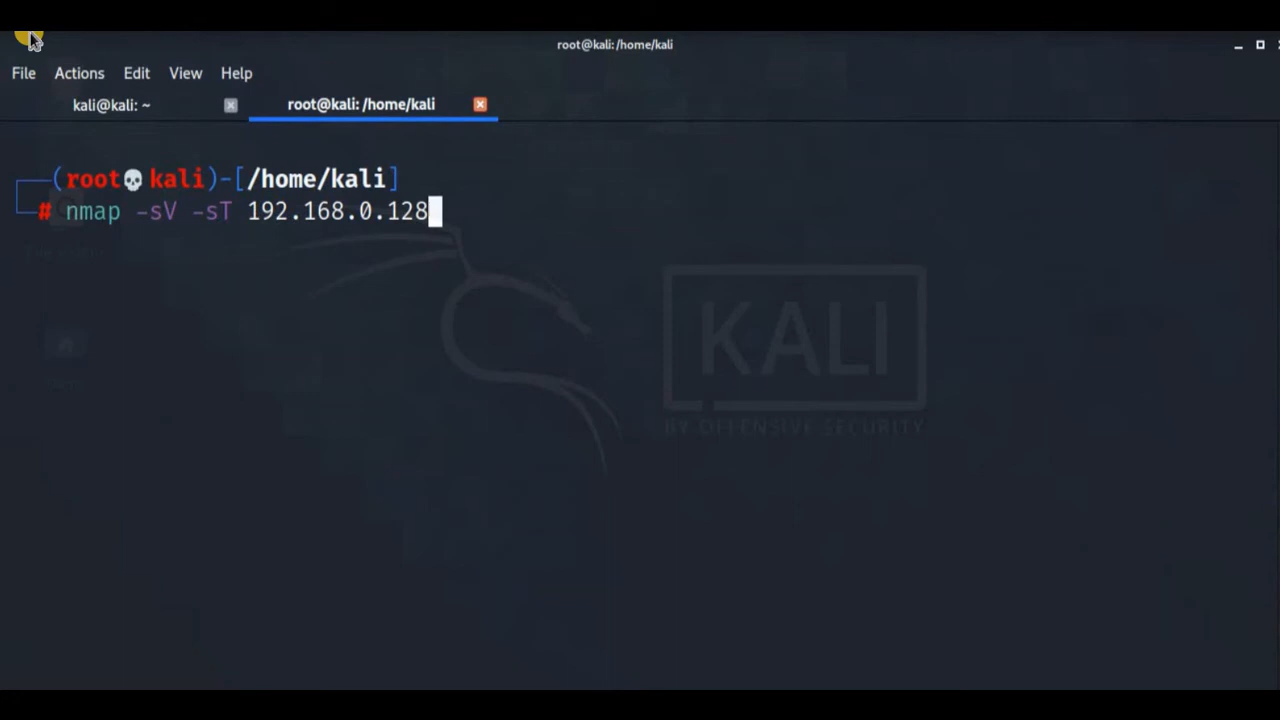 root@kali: /home/kali
File Actions Edit View Help
kali@kali: ~
root@kali: /home/kali
(root💀kali)-[/home/kali]
# nmap -sV -sT 192.168.0.128
KALI
BY OFFENSIVE SECURITY